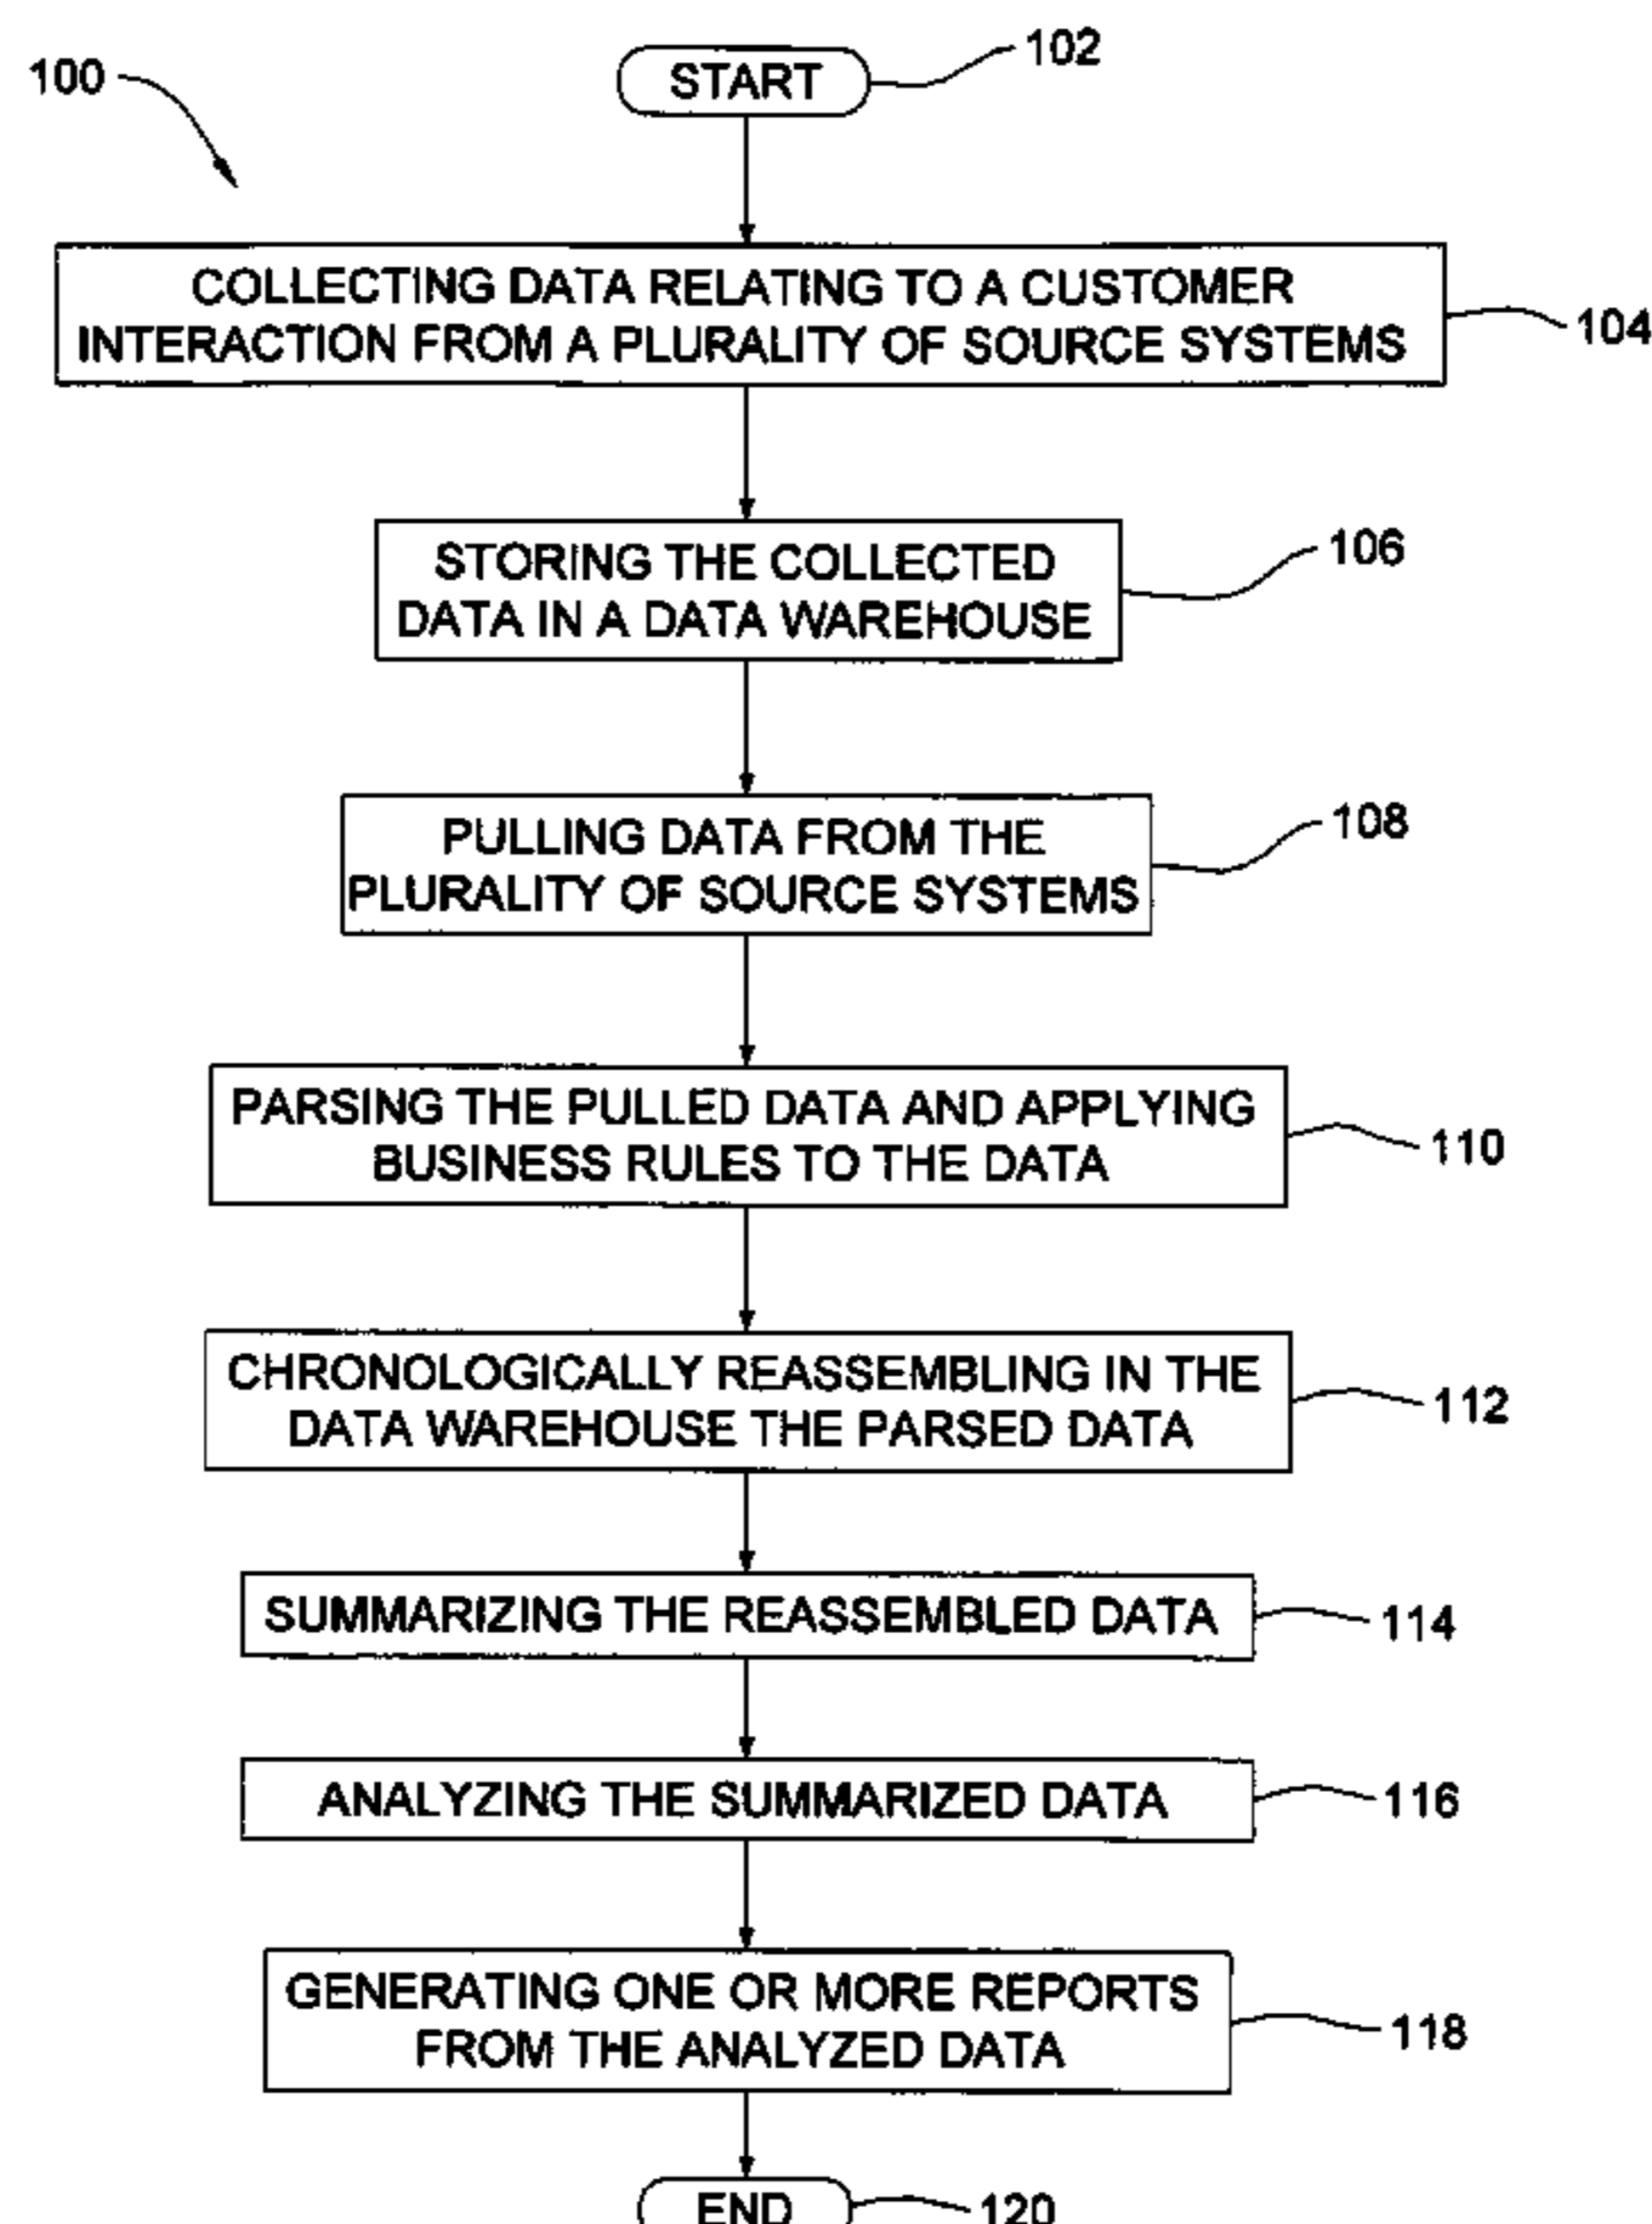 100
START
102
COLLECTING DATA RELATING TO A CUSTOMER
INTERACTION FROM A PLURALITY OF SOURCE SYSTEMS
104
STORING THE COLLECTED
DATA IN A DATA WAREHOUSE
106
PULLING DATA FROM THE
PLURALITY OF SOURCE SYSTEMS
108
PARSING THE PULLED DATA AND APPLYING
BUSINESS RULES TO THE DATA
110
CHRONOLOGICALLY REASSEMBLING IN THE
DATA WAREHOUSE THE PARSED DATA
112
SUMMARIZING THE REASSEMBLED DATA
114
ANALYZING THE SUMMARIZED DATA
116
GENERATING ONE OR MORE REPORTS
FROM THE ANALYZED DATA
118
END
120